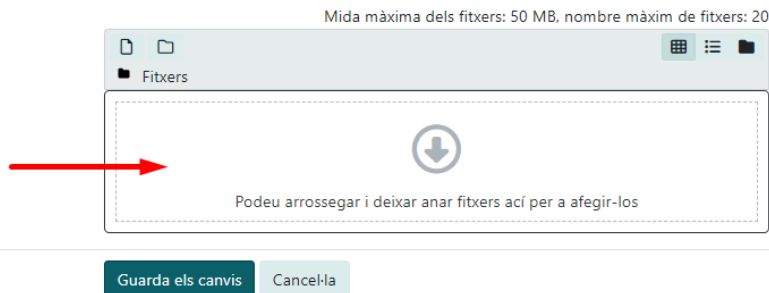 Mida màxima dels fitxers: 50 MB, nombre màxim de fitxers: 20
Fitxers
Podeu arrossegar i deixar anar fitxers ací per a afegir-los
Guarda els canvis Cancel·la